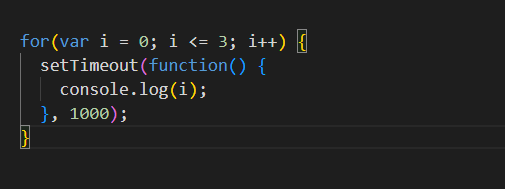 for(var i = 0; i <= 3; i++) {
  setTimeout(function() {
    console.log(i);
  }, 1000);
}